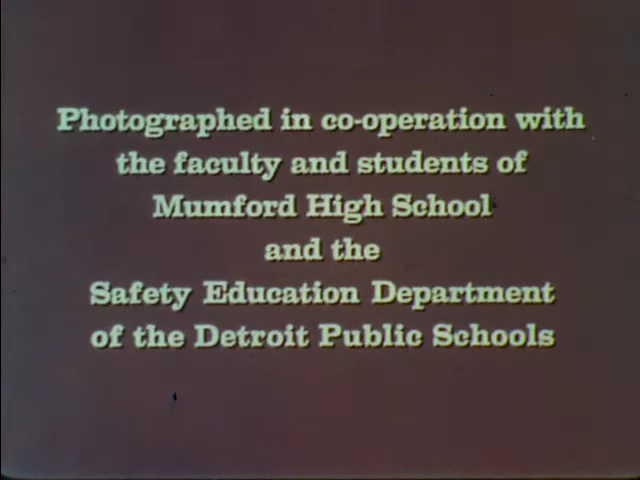 Photographed in co-operation with
the faculty and students of
Mumford High School
and the
Safety Education Department
of the Detroit Public Schools